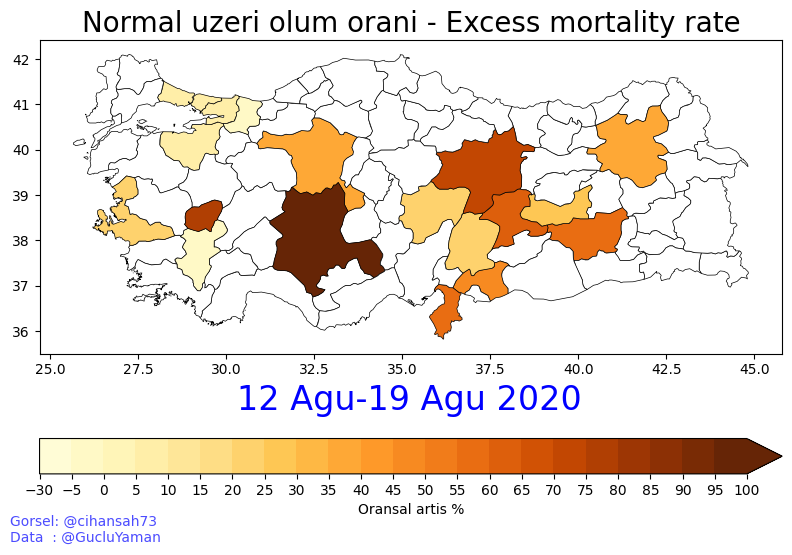 Normal uzeri olum orani - Excess mortality rate
42
41
40
39
38
37
36
25.0 27.5 30.0 32.5 35.0 37.5 40.0 42.5 45.0
12 Agu-19 Agu 2020
−30 −5 0 5 10 15 20 25 30 35 40 45 50 55 60 65 70 75 80 85 90 95 100
Oransal artis %
Gorsel: @cihansah73
Data : @GucluYaman